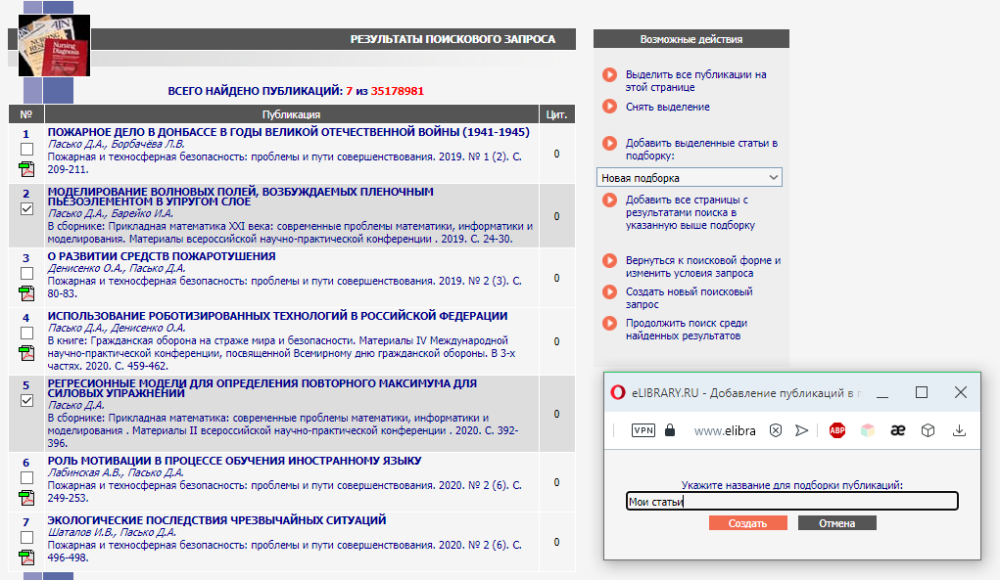 РЕЗУЛЬТАТЫ ПОИСКОВОГО ЗАПРОСА
ВСЕГО НАЙДЕНО ПУБЛИКАЦИЙ: 7 из 35178981
№ Публикация Цит.
1 ПОЖАРНОЕ ДЕЛО В ДОНБАССЕ В ГОДЫ ВЕЛИКОЙ ОТЕЧЕСТВЕННОЙ ВОЙНЫ (1941-1945)
Пасько Д.А., Борбачёва Л.В.
Пожарная и техносферная безопасность: проблемы и пути совершенствования. 2019. № 1 (2). С.
209-211.
0
2 МОДЕЛИРОВАНИЕ ВОЛНОВЫХ ПОЛЕЙ, ВОЗБУЖДАЕМЫХ ПЛЕНОЧНЫМ
ПЬЕЗОЭЛЕМЕНТОМ В УПРУГОМ СЛОЕ
Пасько Д.А., Барейко И.А.
В сборнике: Прикладная математика XXI века: современные проблемы математики, информатики и
моделирования. Материалы всероссийской научно-практической конференции . 2019. С. 24-30.
0
3 О РАЗВИТИИ СРЕДСТВ ПОЖАРОТУШЕНИЯ
Денисенко О.А., Пасько Д.А.
Пожарная и техносферная безопасность: проблемы и пути совершенствования. 2019. № 2 (3). С.
80-83.
0
4 ИСПОЛЬЗОВАНИЕ РОБОТИЗИРОВАННЫХ ТЕХНОЛОГИЙ В РОССИЙСКОЙ ФЕДЕРАЦИИ
Пасько Д.А., Денисенко О.А.
В книге: Гражданская оборона на страже мира и безопасности. Материалы IV Международной
научно-практической конференции, посвященной Всемирному дню гражданской обороны. В 3-х
частях. 2020. С. 459-462.
0
5 РЕГРЕСИОННЫЕ МОДЕЛИ ДЛЯ ОПРЕДЕЛЕНИЯ ПОВТОРНОГО МАКСИМУМА ДЛЯ
СИЛОВЫХ УПРАЖНЕНИЙ
Пасько Д.А.
В сборнике: Прикладная математика: современные проблемы математики, информатики и
моделирования . Материалы II всероссийской научно-практической конференции . 2020. С. 392-
396.
0
6 РОЛЬ МОТИВАЦИИ В ПРОЦЕССЕ ОБУЧЕНИЯ ИНОСТРАННОМУ ЯЗЫКУ
Лабинская А.В., Пасько Д.А.
Пожарная и техносферная безопасность: проблемы и пути совершенствования. 2020. № 2 (6). С.
249-253.
0
7 ЭКОЛОГИЧЕСКИЕ ПОСЛЕДСТВИЯ ЧРЕЗВЫЧАЙНЫХ СИТУАЦИЙ
Шаталов И.В., Пасько Д.А.
Пожарная и техносферная безопасность: проблемы и пути совершенствования. 2020. № 2 (6). С.
496-498.
0
Возможные действия
Выделить все публикации на
этой странице
Снять выделение
Добавить выделенные статьи в
подборку:
Новая подборка
Добавить все страницы с
результатами поиска в
указанную выше подборку
Вернуться к поисковой форме и
изменить условия запроса
Создать новый поисковый
запрос
Продолжить поиск среди
найденных результатов
eLIBRARY.RU - Добавление публикаций в
VPN www.elibra ABP æ
Укажите название для подборки публикаций:
Мои статьи
Создать Отмена
Nursing
Diagnosis